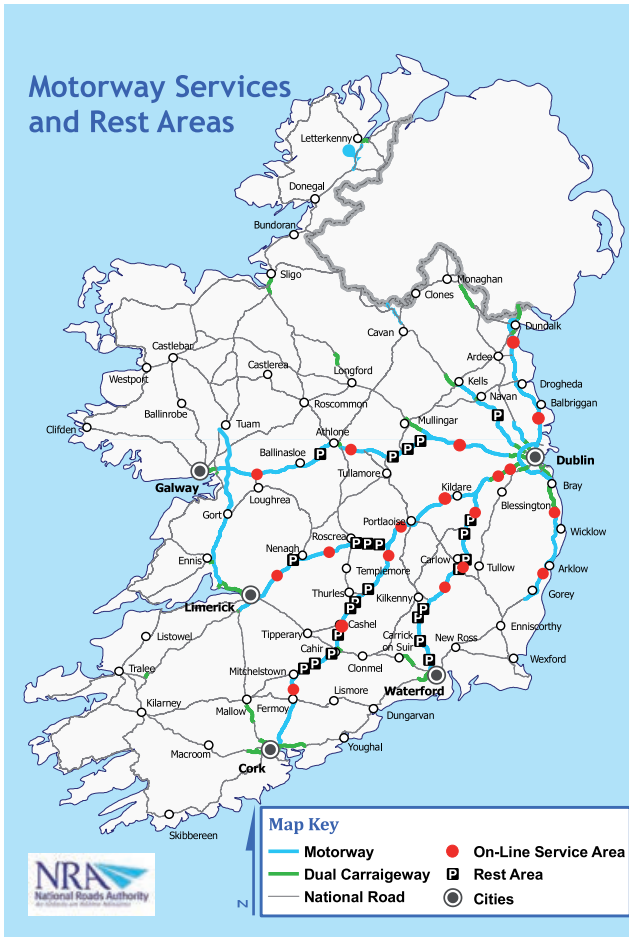 Motorway Services
and Rest Areas
Letterkenny
Donegal
Bundoran
Sligo
Monaghan
Clones
Dundalk
Cavan
Ardee
Castlebar
Castlerea
Longford
Kells
Drogheda
Westport
Navan
Balbriggan
Ballinrobe
Roscommon
Clifden
Tuam
Mullingar
Athlone
Ballinasloe
Dublin
Tullamore
Galway
Kildare
Bray
Loughrea
Blessington
Gort
Portlaoise
Wicklow
Roscrea
Nenagh
Ennis
Carlow
Tullow
Arklow
Templemore
Gorey
Thurles
Kilkenny
Limerick
Cashel
Enniscorthy
Listowel
Tipperary
Carrick
on Suir
New Ross
Cahir
Wexford
Clonmel
Tralee
Mitchelstown
Waterford
Lismore
Killarney
Mallow
Fermoy
Dungarvan
Macroom
Youghal
Cork
Skibbereen
Map Key
Motorway
On-Line Service Area
Dual Carraigeway
P Rest Area
National Road
Cities
N
NRA
National Roads Authority